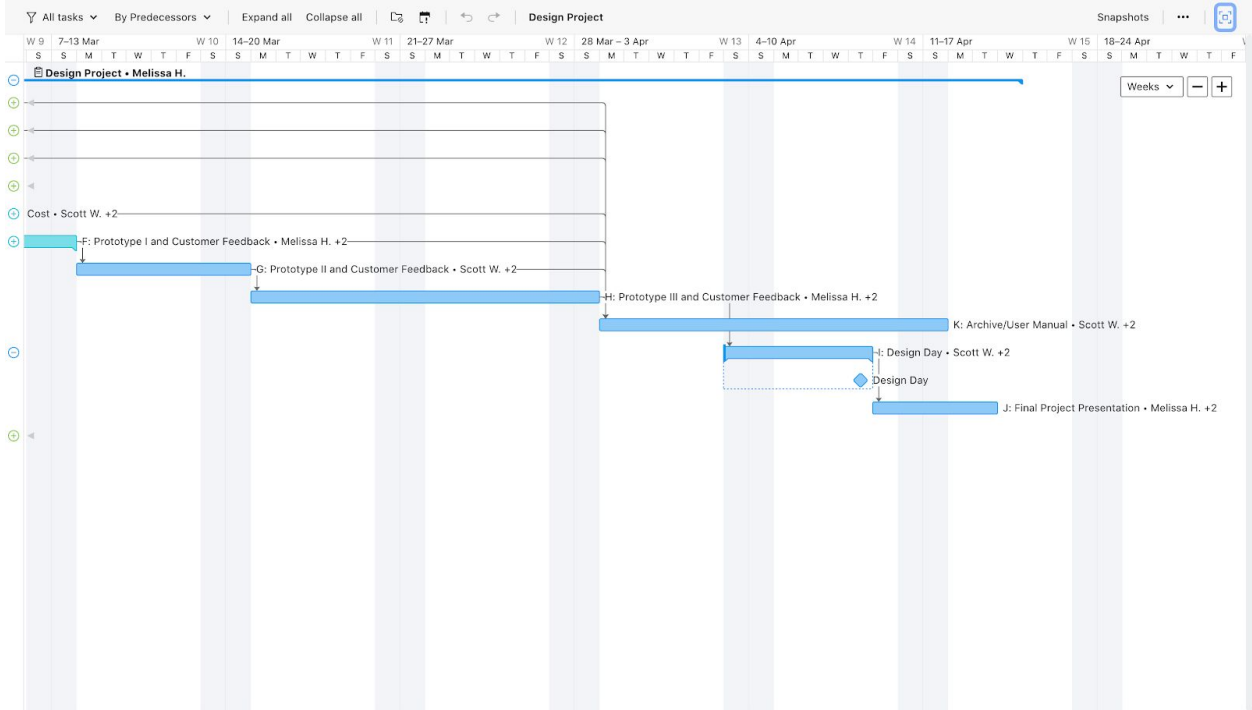 All tasks By Predecessors Expand all Collapse all Design Project Snapshots •••
W 9 7–13 Mar W 10 14–20 Mar W 11 21–27 Mar W 12 28 Mar – 3 Apr W 13 4–10 Apr W 14 11–17 Apr W 15 18–24 Apr
S S M T W T F S S M T W T F S S M T W T F S S M T W T F S S M T W T F S S M T W T F S S M T W T F
Design Project • Melissa H.
Weeks
Cost • Scott W. +2
F: Prototype I and Customer Feedback • Melissa H. +2
G: Prototype II and Customer Feedback • Scott W. +2
H: Prototype III and Customer Feedback • Melissa H. +2
K: Archive/User Manual • Scott W. +2
I: Design Day • Scott W. +2
Design Day
J: Final Project Presentation • Melissa H. +2